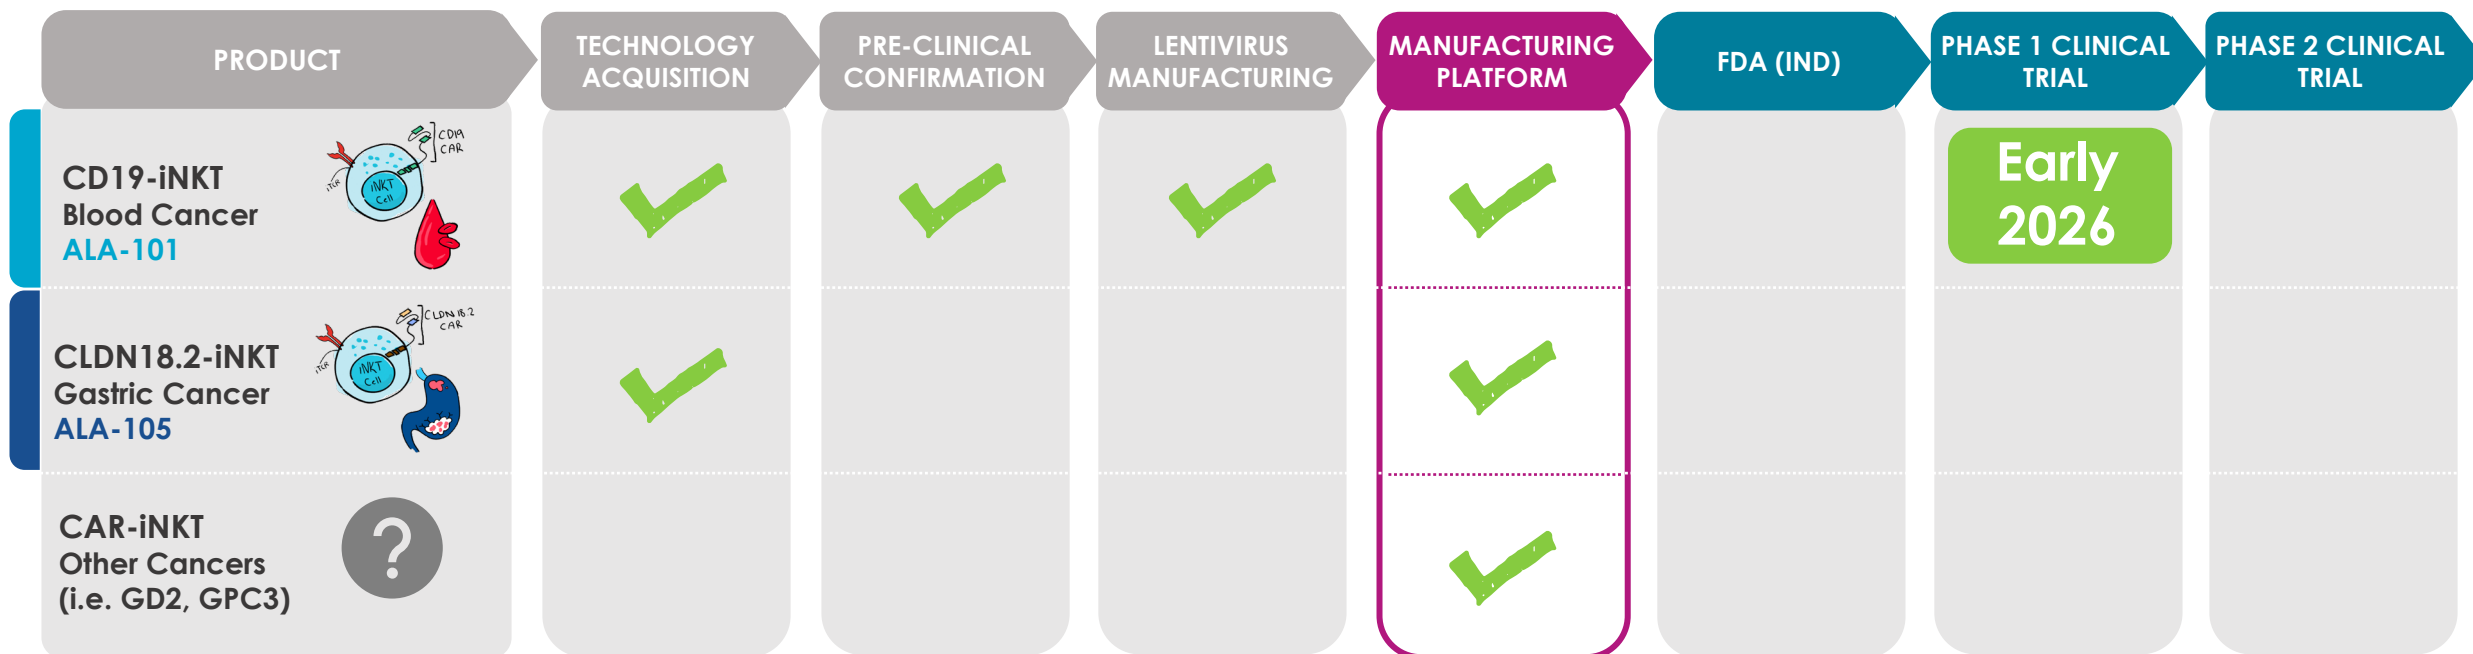 PRODUCT
TECHNOLOGY
ACQUISITION
PRE-CLINICAL
CONFIRMATION
LENTIVIRUS
MANUFACTURING
MANUFACTURING
PLATFORM
FDA (IND)
PHASE 1 CLINICAL
TRIAL
PHASE 2 CLINICAL
TRIAL
CD19-iNKT
Blood Cancer
ALA-101
CD19
CAR
iTCR
iNKT
Cell
Early
2026
CLDN18.2-iNKT
Gastric Cancer
ALA-105
CLDN18.2
CAR
iTCR
iNKT
Cell
CAR-iNKT
Other Cancers
(i.e. GD2, GPC3)
?